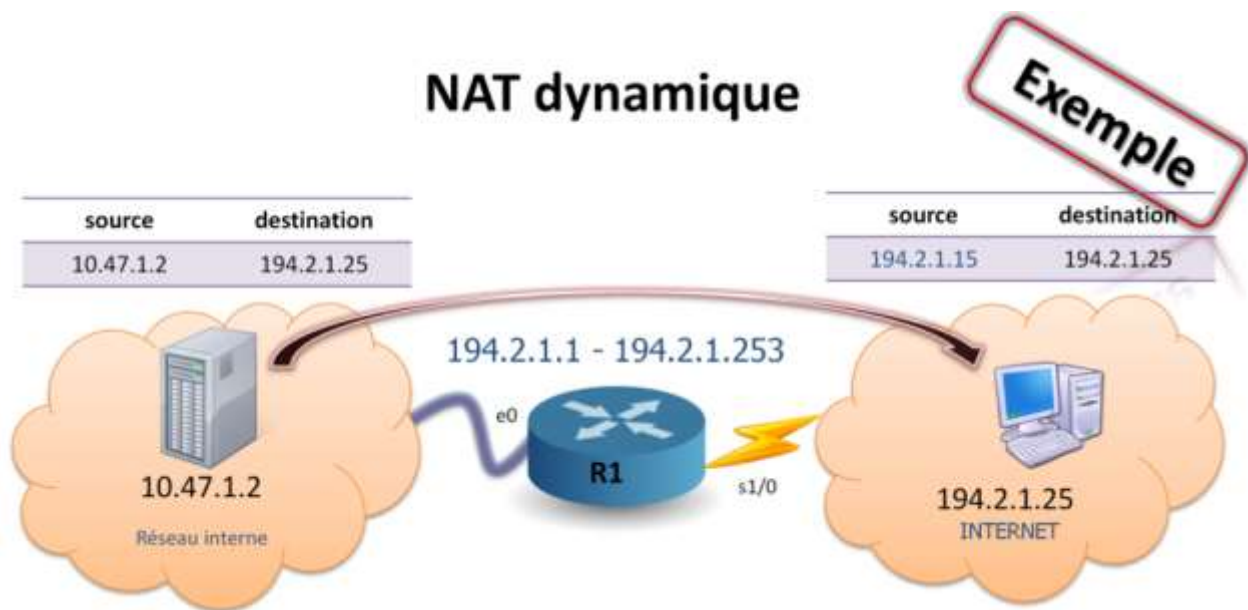 NAT dynamique
Exemple
source destination
10.47.1.2 194.2.1.25
source destination
194.2.1.15 194.2.1.25
194.2.1.1 - 194.2.1.253
e0
R1
s1/0
10.47.1.2
Réseau interne
194.2.1.25
INTERNET